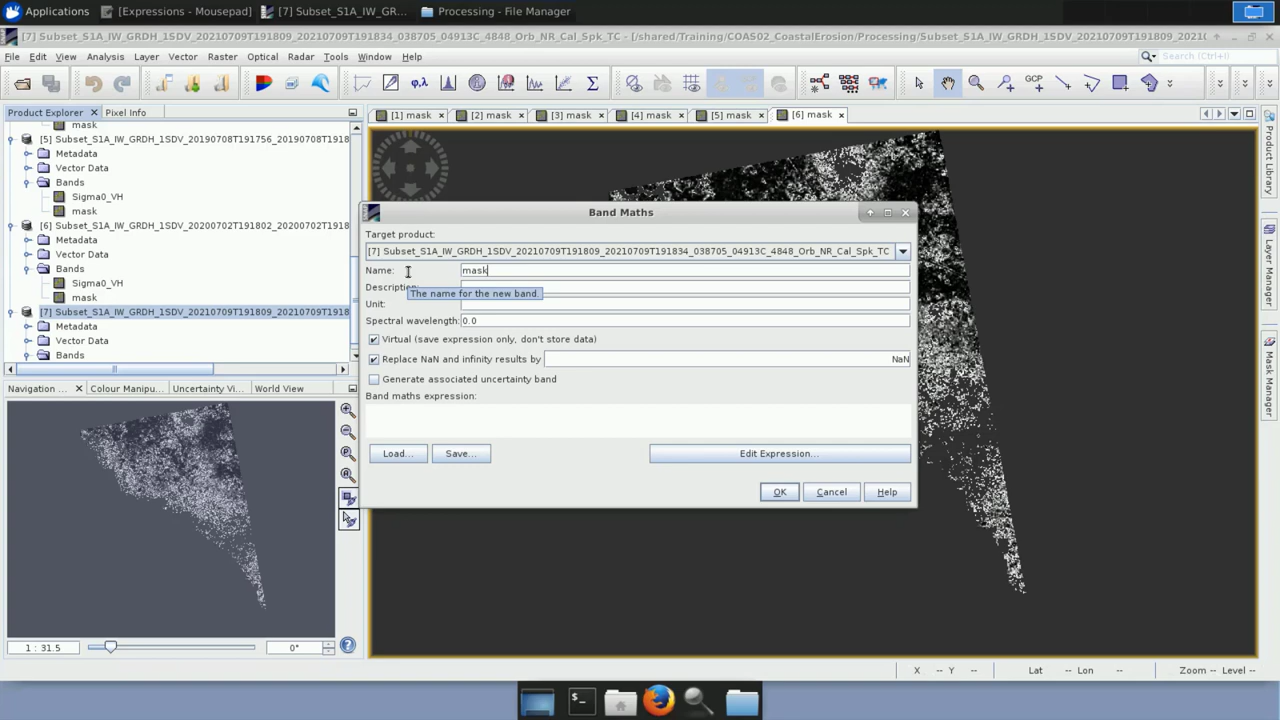 Applications
[Expressions - Mousepad]
[7] Subset_S1A_IW_GR...
Processing - File Manager
[7] Subset_S1A_IW_GRDH_1SDV_20210709T191809_20210709T191834_038705_04913C_4848_Orb_NR_Cal_Spk_TC - [/shared/Training/COAS02_CoastalErosion/Processing/Subset_S1A_IW_GRDH_1SDV_20210709T191809_20210
File Edit View Analysis Layer Vector Raster Optical Radar Tools Window Help
Search (Ctrl+I)
GCP
Product Explorer
Pixel Info
[1] mask
[2] mask
[3] mask
[4] mask
[5] mask
[6] mask
mask
[5] Subset_S1A_IW_GRDH_1SDV_20190708T191756_20190708T1918
Metadata
Vector Data
Bands
Sigma0_VH
mask
[6] Subset_S1A_IW_GRDH_1SDV_20200702T191802_20200702T1918
Metadata
Vector Data
Bands
Sigma0_VH
mask
[7] Subset_S1A_IW_GRDH_1SDV_20210709T191809_20210709T1918
Metadata
Vector Data
Bands
Navigation ...
Colour Manipu...
Uncertainty Vi...
World View
1 : 31.5
0°
Band Maths
Target product:
[7] Subset_S1A_IW_GRDH_1SDV_20210709T191809_20210709T191834_038705_04913C_4848_Orb_NR_Cal_Spk_TC
Name: mask
Description:
The name for the new band.
Unit:
Spectral wavelength: 0.0
Virtual (save expression only, don't store data)
Replace NaN and infinity results by NaN
Generate associated uncertainty band
Band maths expression:
Load...
Save...
Edit Expression...
OK
Cancel
Help
Product Library
Layer Manager
Mask Manager
X -- Y -- Lat -- Lon -- Zoom -- Level --